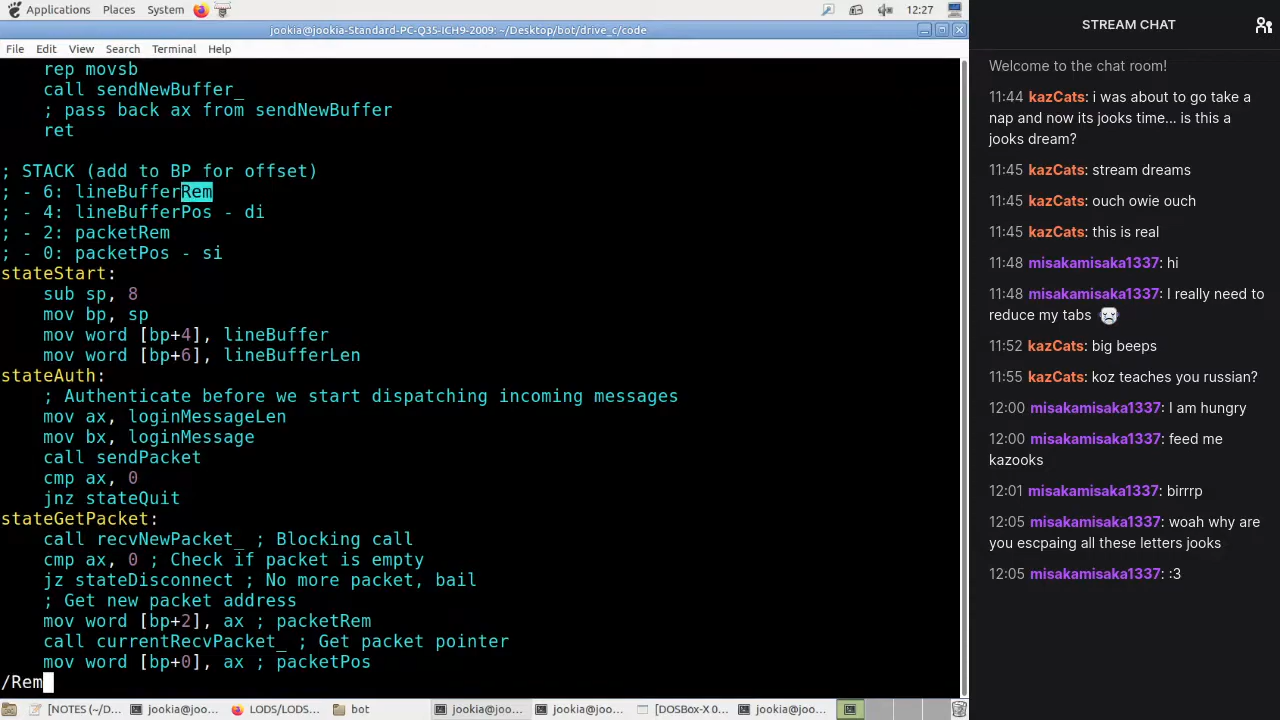 Applications Places System 12:27
jookia@jookia-Standard-PC-Q35-ICH9-2009: ~/Desktop/bot/drive_c/code
File Edit View Search Terminal Help
rep movsb
call sendNewBuffer_
; pass back ax from sendNewBuffer
ret
; STACK (add to BP for offset)
; - 6: lineBufferRem
; - 4: lineBufferPos - di
; - 2: packetRem
; - 0: packetPos - si
stateStart:
sub sp, 8
mov bp, sp
mov word [bp+4], lineBuffer
mov word [bp+6], lineBufferLen
stateAuth:
; Authenticate before we start dispatching incoming messages
mov ax, loginMessageLen
mov bx, loginMessage
call sendPacket
cmp ax, 0
jnz stateQuit
stateGetPacket:
call recvNewPacket_ ; Blocking call
cmp ax, 0 ; Check if packet is empty
jz stateDisconnect ; No more packet, bail
; Get new packet address
mov word [bp+2], ax ; packetRem
call currentRecvPacket_ ; Get packet pointer
mov word [bp+0], ax ; packetPos
/Rem
[NOTES (~/D... jookia@jooki... LODS/LODS... bot jookia@jooki... jookia@jooki... [DOSBox-X 0... jookia@jooki...
STREAM CHAT
Welcome to the chat room!
11:44 kazCats: i was about to go take a
nap and now its jooks time... is this a
jooks dream?
11:45 kazCats: stream dreams
11:45 kazCats: ouch owie ouch
11:45 kazCats: this is real
11:48 misakamisaka1337: hi
11:48 misakamisaka1337: I really need to
reduce my tabs
11:52 kazCats: big beeps
11:55 kazCats: koz teaches you russian?
12:00 misakamisaka1337: I am hungry
12:00 misakamisaka1337: feed me
kazooks
12:01 misakamisaka1337: birrrp
12:05 misakamisaka1337: woah why are
you escpaing all these letters jooks
12:05 misakamisaka1337: :3